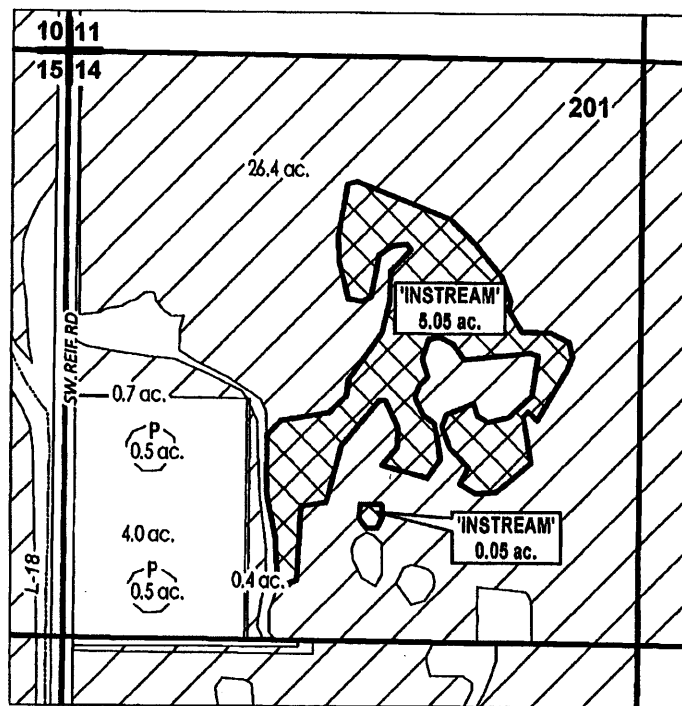 10 11
15 14
201
26.4 ac.
'INSTREAM'
5.05 ac.
SW. REIF. RD
0.7 ac.
P
0.5 ac.
4.0 ac.
'INSTREAM'
0.05 ac.
P
0.5 ac.
0.4 ac.
L-18